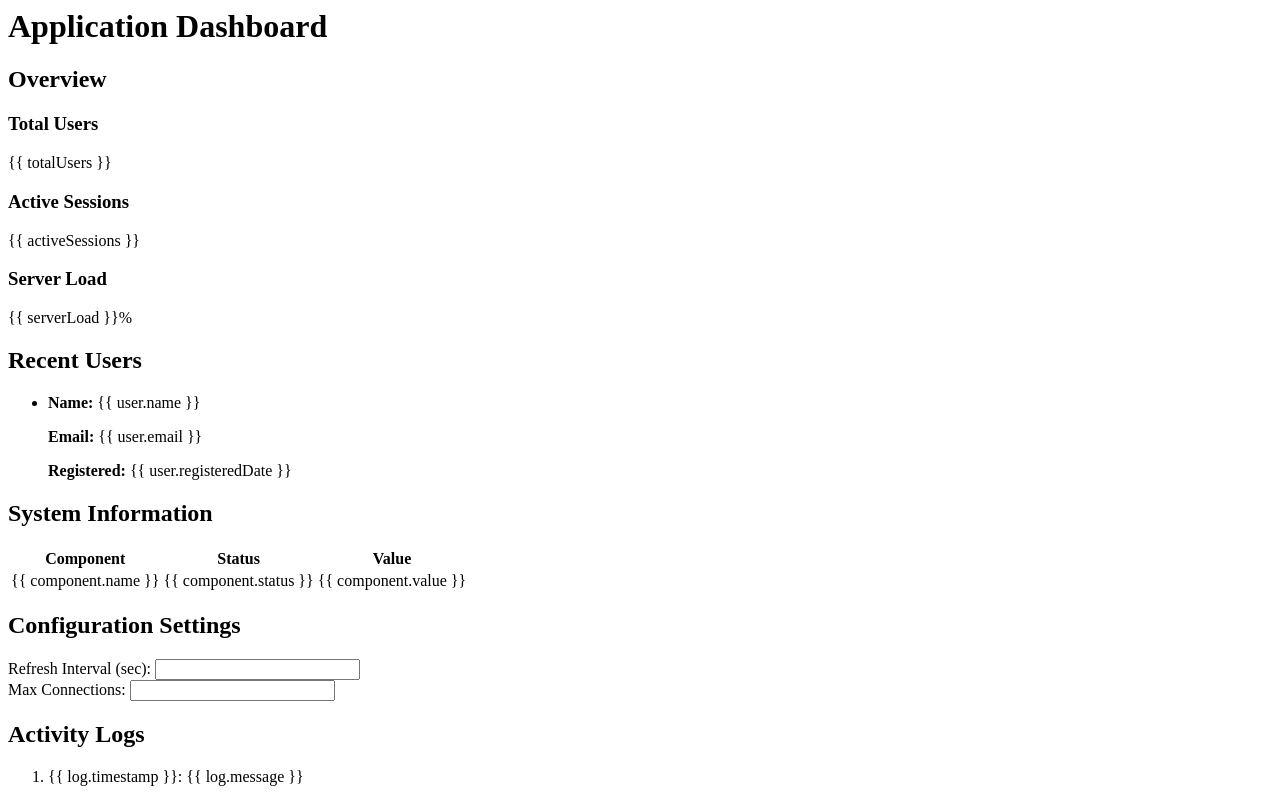 Application Dashboard
Overview
Total Users
{{ totalUsers }}
Active Sessions
{{ activeSessions }}
Server Load
{{ serverLoad }}%
Recent Users
• Name: {{ user.name }}
Email: {{ user.email }}
Registered: {{ user.registeredDate }}
System Information
Component Status Value
{{ component.name }} {{ component.status }} {{ component.value }}
Configuration Settings
Refresh Interval (sec):
Max Connections:
Activity Logs
1. {{ log.timestamp }}: {{ log.message }}